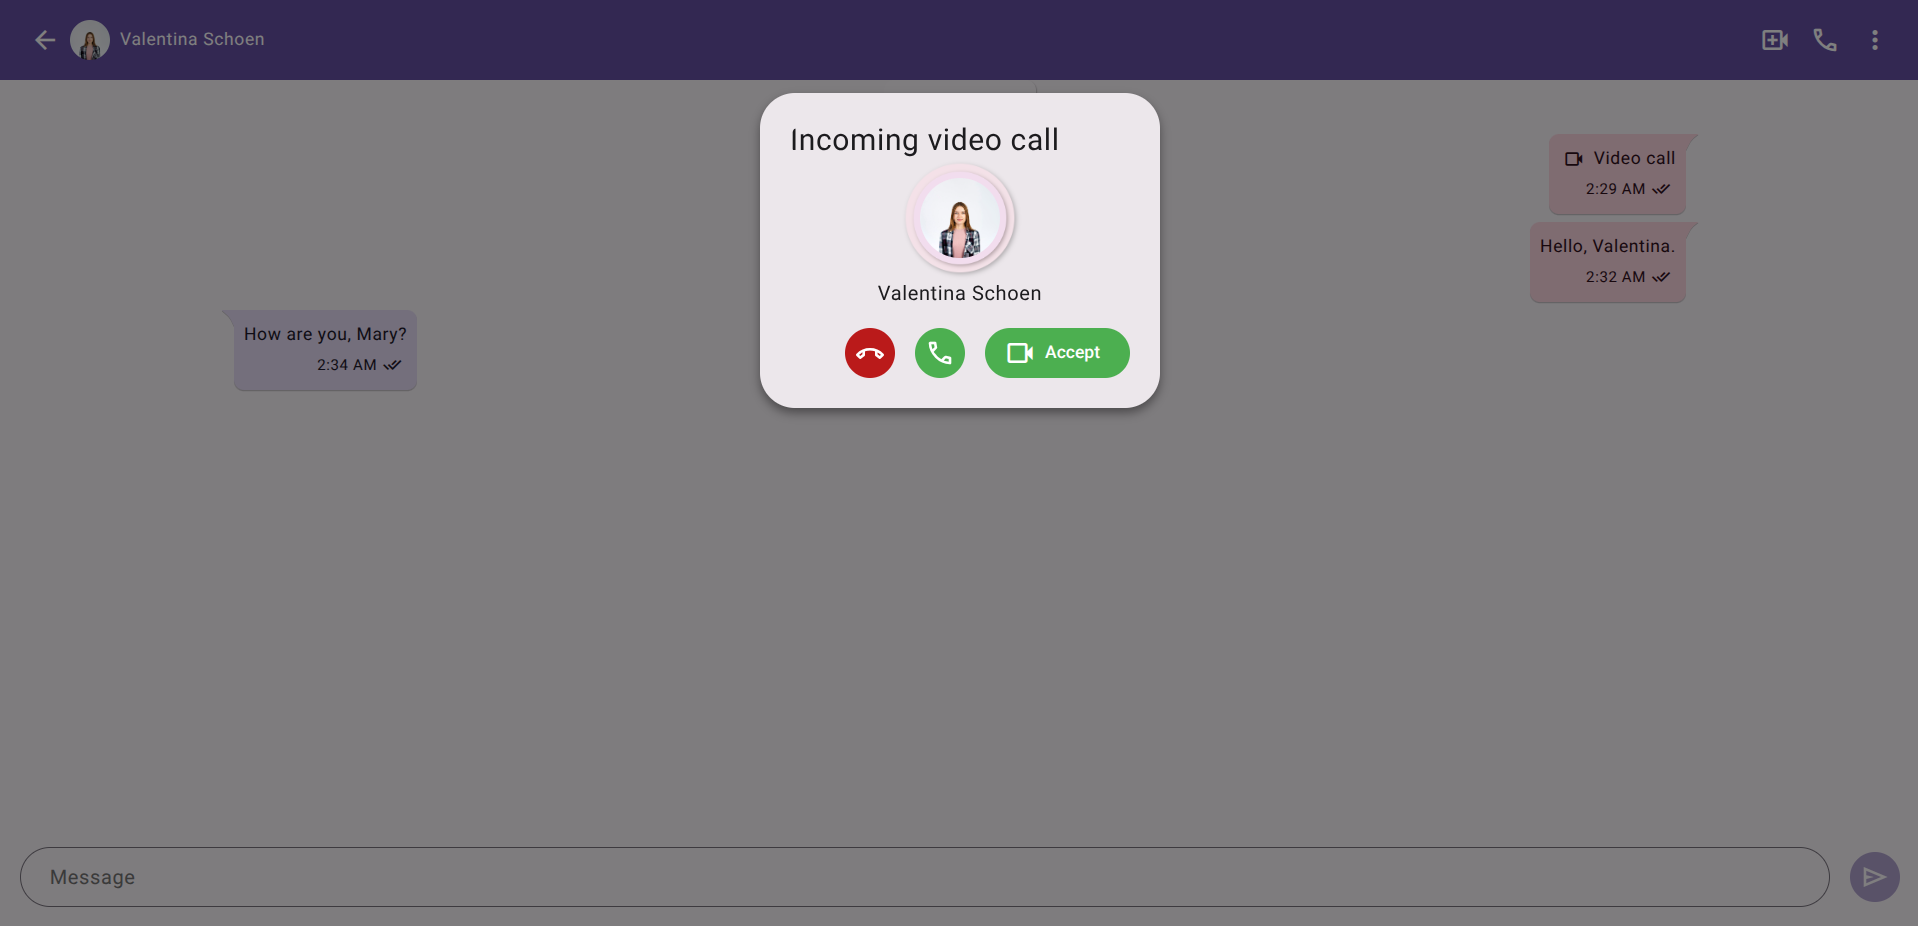 Valentina Schoen
Incoming video call
Valentina Schoen
Accept
Video call
2:29 AM
Hello, Valentina.
2:32 AM
How are you, Mary?
2:34 AM
Message